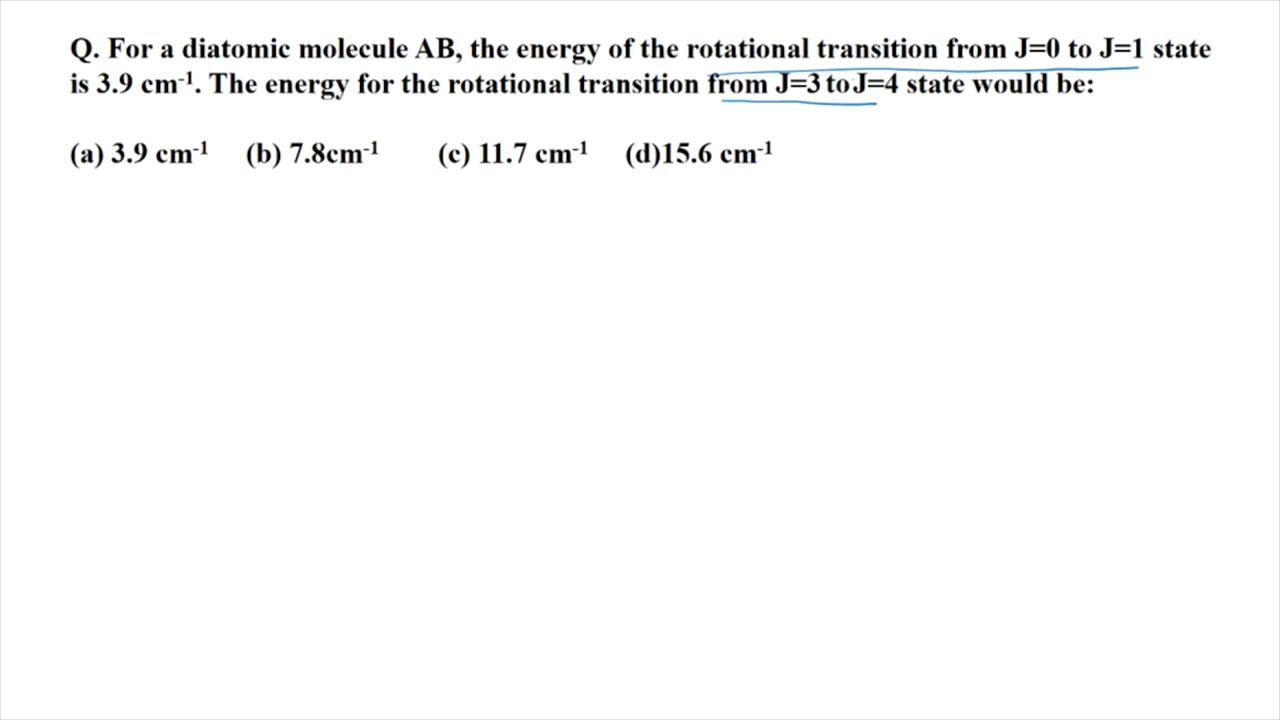 Q. For a diatomic molecule AB, the energy of the rotational transition from J=0 to J=1 state
is 3.9 cm⁻¹. The energy for the rotational transition from J=3 to J=4 state would be:
(a) 3.9 cm⁻¹ (b) 7.8cm⁻¹ (c) 11.7 cm⁻¹ (d)15.6 cm⁻¹